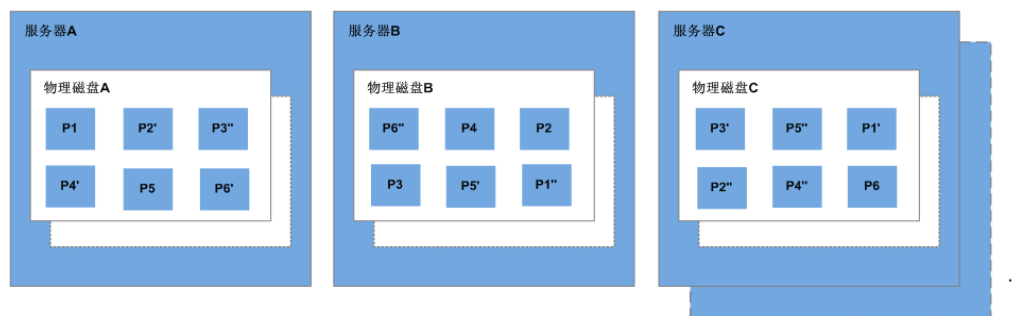 服务器A
物理磁盘A
P1 P2' P3"
P4' P5 P6'
服务器B
物理磁盘B
P6" P4 P2
P3 P5' P1"
服务器C
物理磁盘C
P3' P5" P1'
P2" P4" P6
.